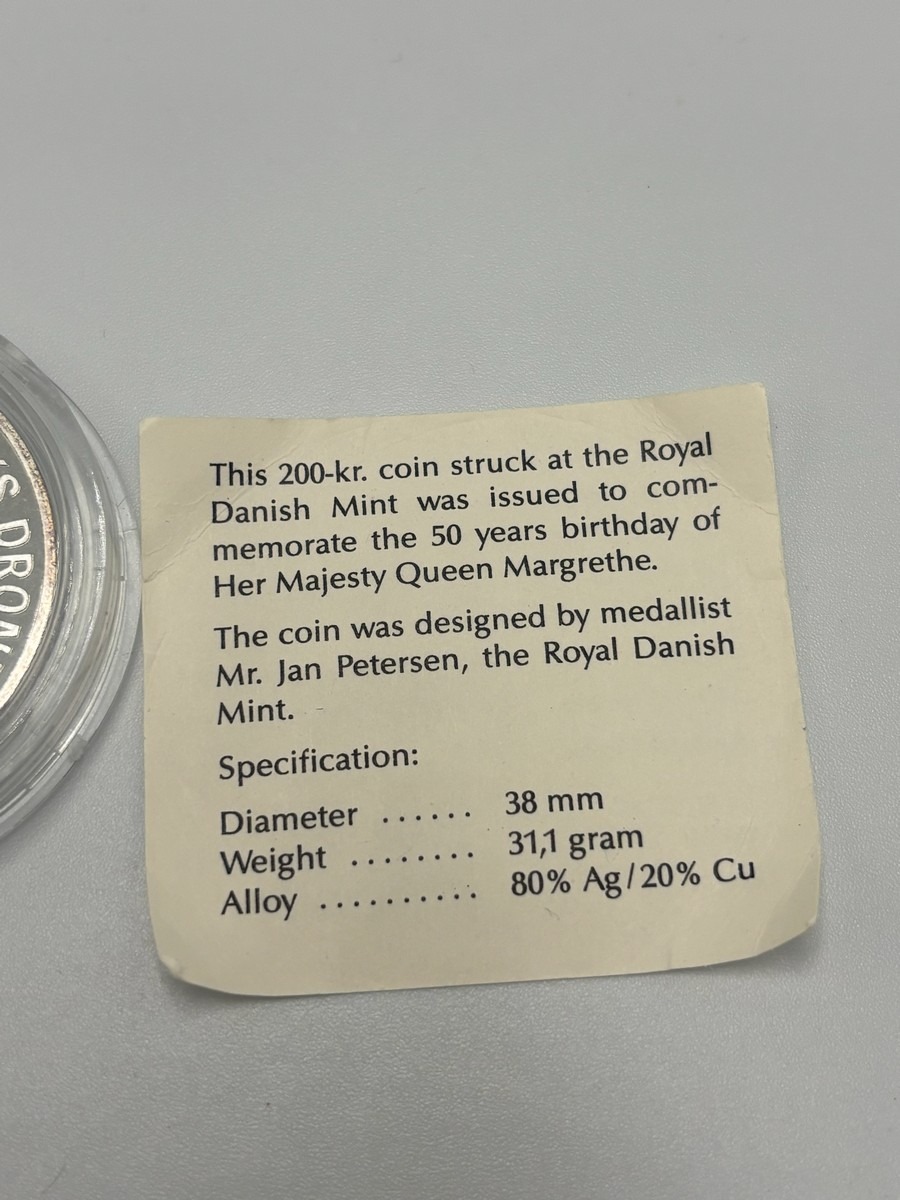 'S DRON
This 200-kr. coin struck at the Royal
Danish Mint was issued to com-
memorate the 50 years birthday of
Her Majesty Queen Margrethe.
The coin was designed by medallist
Mr. Jan Petersen, the Royal Danish
Mint.
Specification:
Diameter ...... 38 mm
Weight ........ 31,1 gram
Alloy .......... 80% Ag/20% Cu